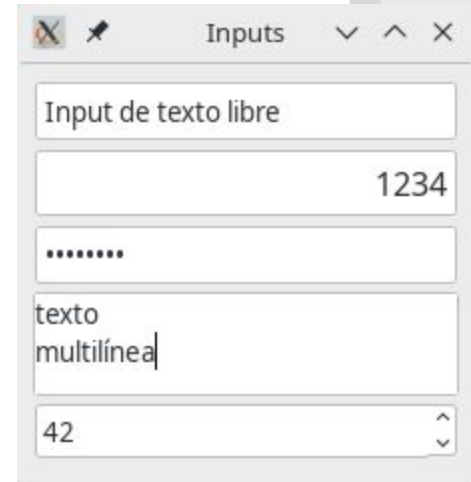 Inputs
Input de texto libre
1234
••••••••
texto
multilínea
42